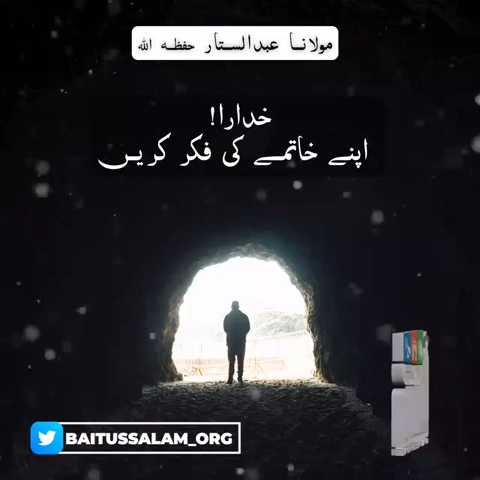 مولانا عبدالستار حفظہ اللہ
خدارا!
اپنے خاتمے کی فکر کریں
BAITUSSALAM_ORG